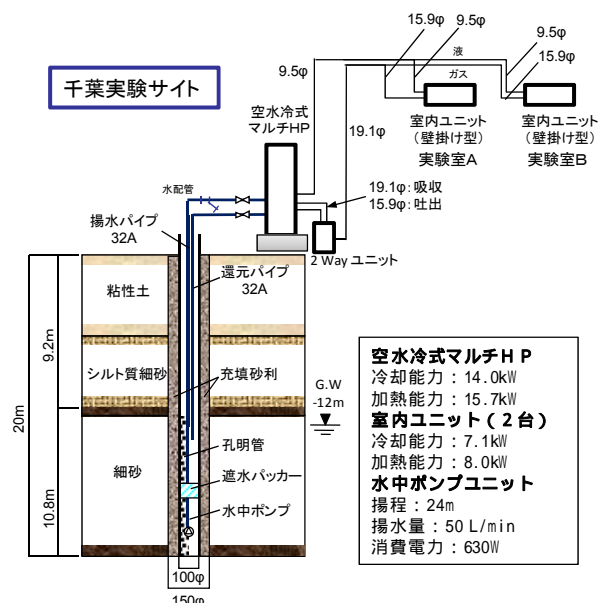 千葉実験サイト
15.9φ
9.5φ
9.5φ
液
9.5φ
15.9φ
ガス
空水冷式
マルチHP
19.1φ
室内ユニット
（壁掛け型）
実験室A
室内ユニット
（壁掛け型）
実験室B
水配管
19.1φ: 吸収
15.9φ: 吐出
2 Way ユニット
揚水パイプ
32A
還元パイプ
32A
粘性土
シルト質細砂
充填砂利
細砂
孔明管
遮水パッカー
水中ポンプ
20m
9.2m
10.8m
G.W
-12m
100φ
150φ
空水冷式マルチＨＰ
冷却能力：14.0kW
加熱能力：15.7kW
室内ユニット（２台）
冷却能力：7.1kW
加熱能力：8.0kW
水中ポンプユニット
揚程：24m
揚水量：50 L/min
消費電力：630W